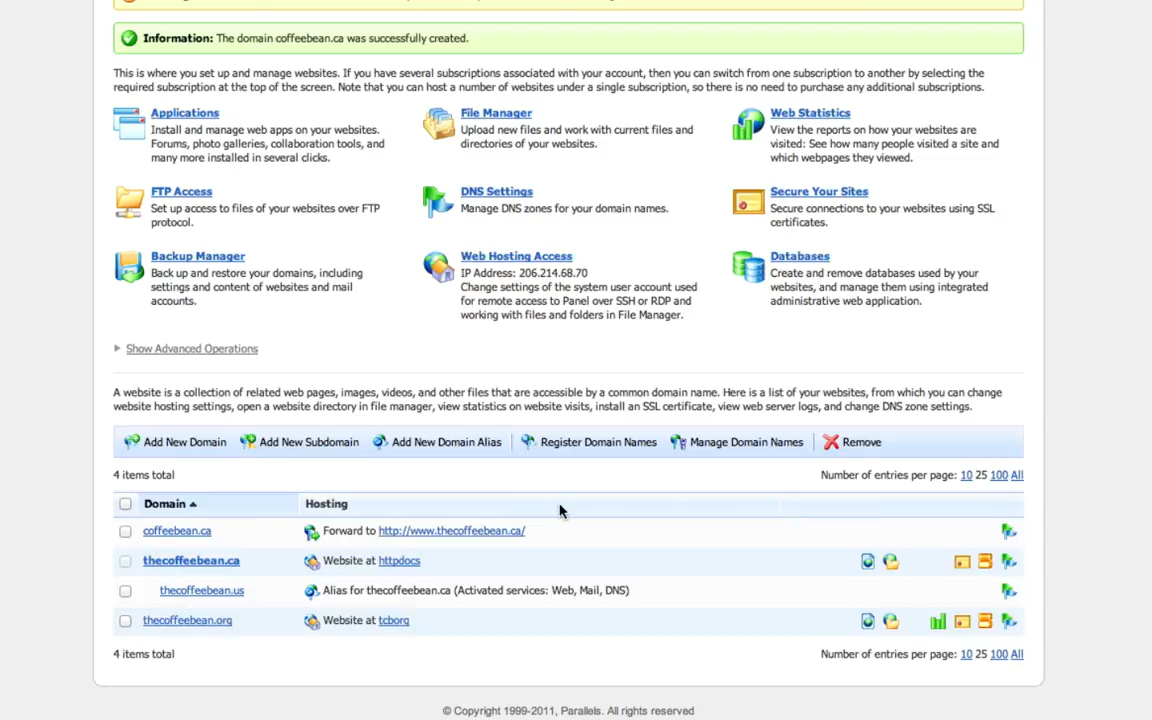 Information: The domain coffeebean.ca was successfully created.
This is where you set up and manage websites. If you have several subscriptions associated with your account, then you can switch from one subscription to another by selecting the
required subscription at the top of the screen. Note that you can host a number of websites under a single subscription, so there is no need to purchase any additional subscriptions.
Applications
Install and manage web apps on your websites.
Forums, photo galleries, collaboration tools, and
many more installed in several clicks.
File Manager
Upload new files and work with current files and
directories of your websites.
Web Statistics
View the reports on how your websites are
visited: See how many people visited a site and
which webpages they viewed.
FTP Access
Set up access to files of your websites over FTP
protocol.
DNS Settings
Manage DNS zones for your domain names.
Secure Your Sites
Secure connections to your websites using SSL
certificates.
Backup Manager
Back up and restore your domains, including
settings and content of websites and mail
accounts.
Web Hosting Access
IP Address: 206.214.68.70
Change settings of the system user account used
for remote access to Panel over SSH or RDP and
working with files and folders in File Manager.
Databases
Create and remove databases used by your
websites, and manage them using integrated
administrative web application.
Show Advanced Operations
A website is a collection of related web pages, images, videos, and other files that are accessible by a common domain name. Here is a list of your websites, from which you can change
website hosting settings, open a website directory in file manager, view statistics on website visits, install an SSL certificate, view web server logs, and change DNS zone settings.
Add New Domain Add New Subdomain Add New Domain Alias Register Domain Names Manage Domain Names Remove
4 items total Number of entries per page: 10 25 100 All
Domain Hosting
coffeebean.ca Forward to http://www.thecoffeebean.ca/
thecoffeebean.ca Website at httpdocs
thecoffeebean.us Alias for thecoffeebean.ca (Activated services: Web, Mail, DNS)
thecoffeebean.org Website at tcborg
4 items total Number of entries per page: 10 25 100 All
© Copyright 1999-2011, Parallels. All rights reserved